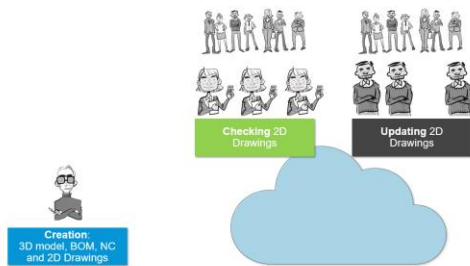 Checking 2D
Drawings
Updating 2D
Drawings
Creation:
3D model, BOM, NC
and 2D Drawings